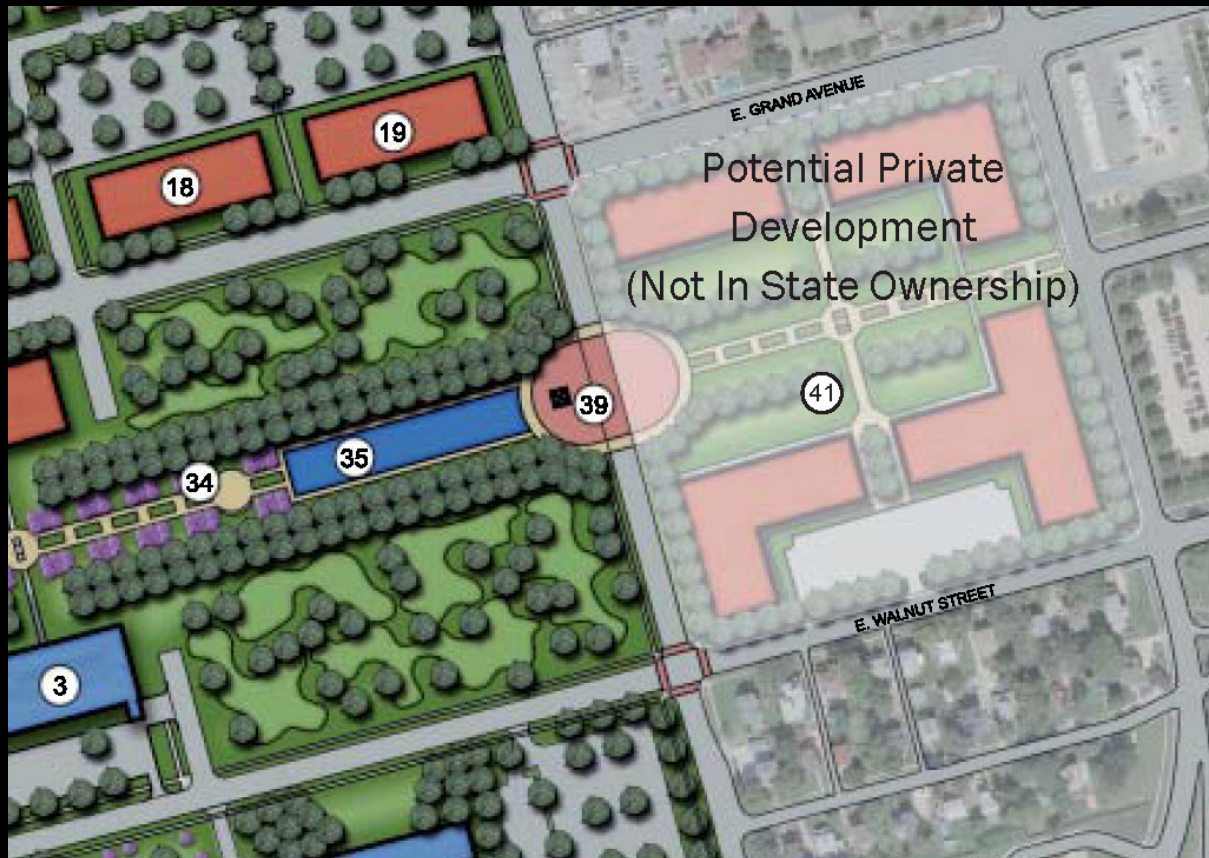 E. GRAND AVENUE
19
Potential Private
18
Development
(Not In State Ownership)
39
41
35
34
E. WALNUT STREET
3